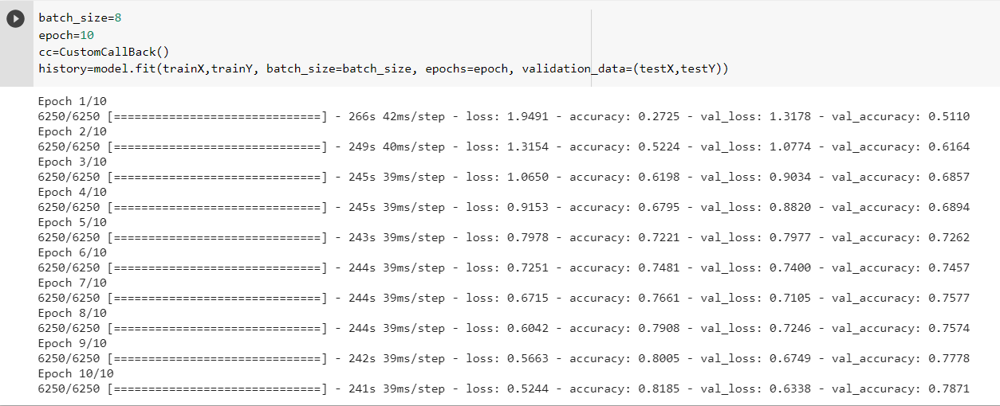 batch_size=8
epoch=10
cc=CustomCallBack()
history=model.fit(trainX,trainY, batch_size=batch_size, epochs=epoch, validation_data=(testX,testY))
Epoch 1/10
6250/6250 [==============================] - 266s 42ms/step - loss: 1.9491 - accuracy: 0.2725 - val_loss: 1.3178 - val_accuracy: 0.5110
Epoch 2/10
6250/6250 [==============================] - 249s 40ms/step - loss: 1.3154 - accuracy: 0.5224 - val_loss: 1.0774 - val_accuracy: 0.6164
Epoch 3/10
6250/6250 [==============================] - 245s 39ms/step - loss: 1.0650 - accuracy: 0.6198 - val_loss: 0.9034 - val_accuracy: 0.6857
Epoch 4/10
6250/6250 [==============================] - 245s 39ms/step - loss: 0.9153 - accuracy: 0.6795 - val_loss: 0.8820 - val_accuracy: 0.6894
Epoch 5/10
6250/6250 [==============================] - 243s 39ms/step - loss: 0.7978 - accuracy: 0.7221 - val_loss: 0.7977 - val_accuracy: 0.7262
Epoch 6/10
6250/6250 [==============================] - 244s 39ms/step - loss: 0.7251 - accuracy: 0.7481 - val_loss: 0.7400 - val_accuracy: 0.7457
Epoch 7/10
6250/6250 [==============================] - 244s 39ms/step - loss: 0.6715 - accuracy: 0.7661 - val_loss: 0.7105 - val_accuracy: 0.7577
Epoch 8/10
6250/6250 [==============================] - 244s 39ms/step - loss: 0.6042 - accuracy: 0.7908 - val_loss: 0.7246 - val_accuracy: 0.7574
Epoch 9/10
6250/6250 [==============================] - 242s 39ms/step - loss: 0.5663 - accuracy: 0.8005 - val_loss: 0.6749 - val_accuracy: 0.7778
Epoch 10/10
6250/6250 [==============================] - 241s 39ms/step - loss: 0.5244 - accuracy: 0.8185 - val_loss: 0.6338 - val_accuracy: 0.7871